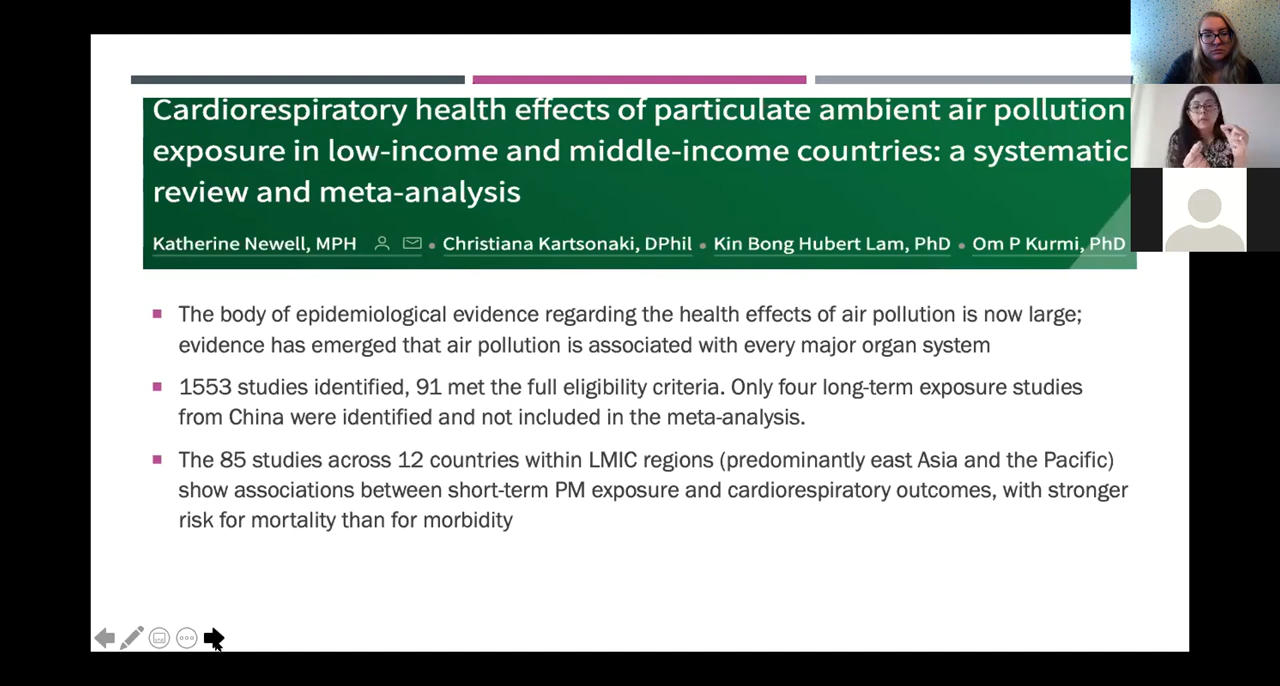 Cardiorespiratory health effects of particulate ambient air pollution
exposure in low-income and middle-income countries: a systematic
review and meta-analysis
Katherine Newell, MPH • Christiana Kartsonaki, DPhil • Kin Bong Hubert Lam, PhD • Om P Kurmi, PhD
▪ The body of epidemiological evidence regarding the health effects of air pollution is now large;
evidence has emerged that air pollution is associated with every major organ system
▪ 1553 studies identified, 91 met the full eligibility criteria. Only four long-term exposure studies
from China were identified and not included in the meta-analysis.
▪ The 85 studies across 12 countries within LMIC regions (predominantly east Asia and the Pacific)
show associations between short-term PM exposure and cardiorespiratory outcomes, with stronger
risk for mortality than for morbidity